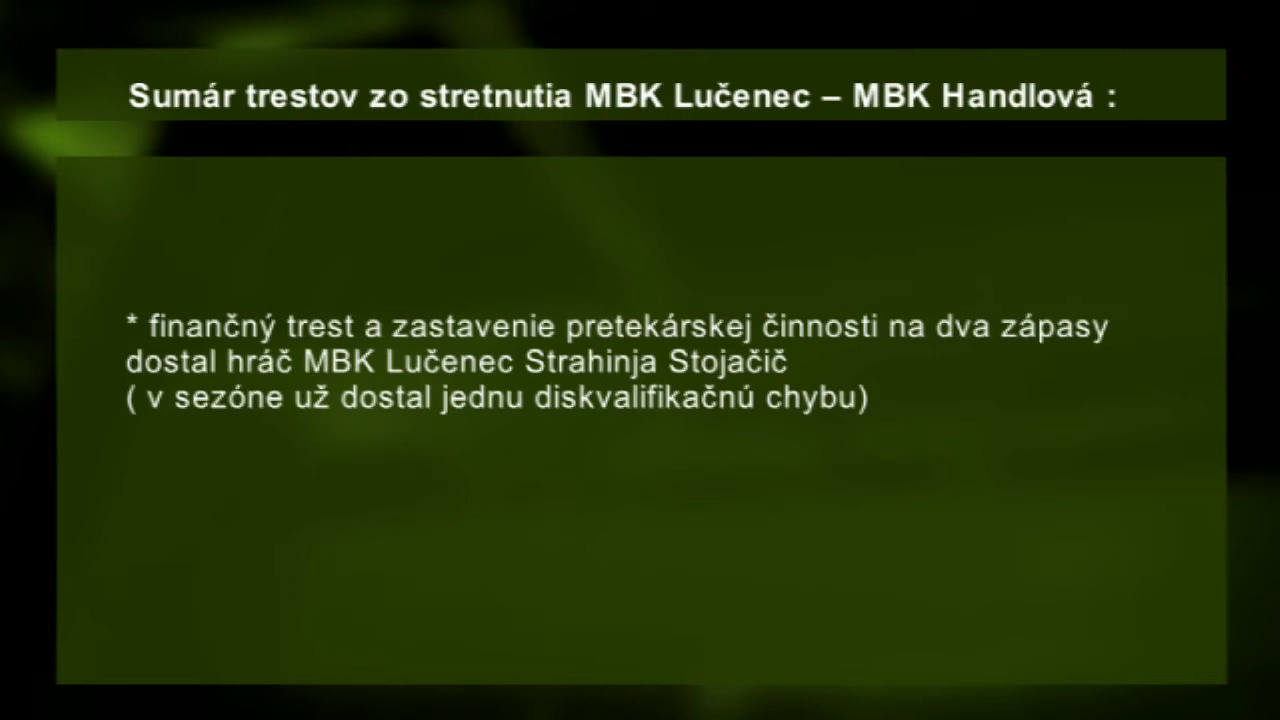 Sumár trestov zo stretnutia MBK Lučenec – MBK Handlová :
* finančný trest a zastavenie pretekárskej činnosti na dva zápasy
dostal hráč MBK Lučenec Strahinja Stojačič
( v sezóne už dostal jednu diskvalifikačnú chybu)